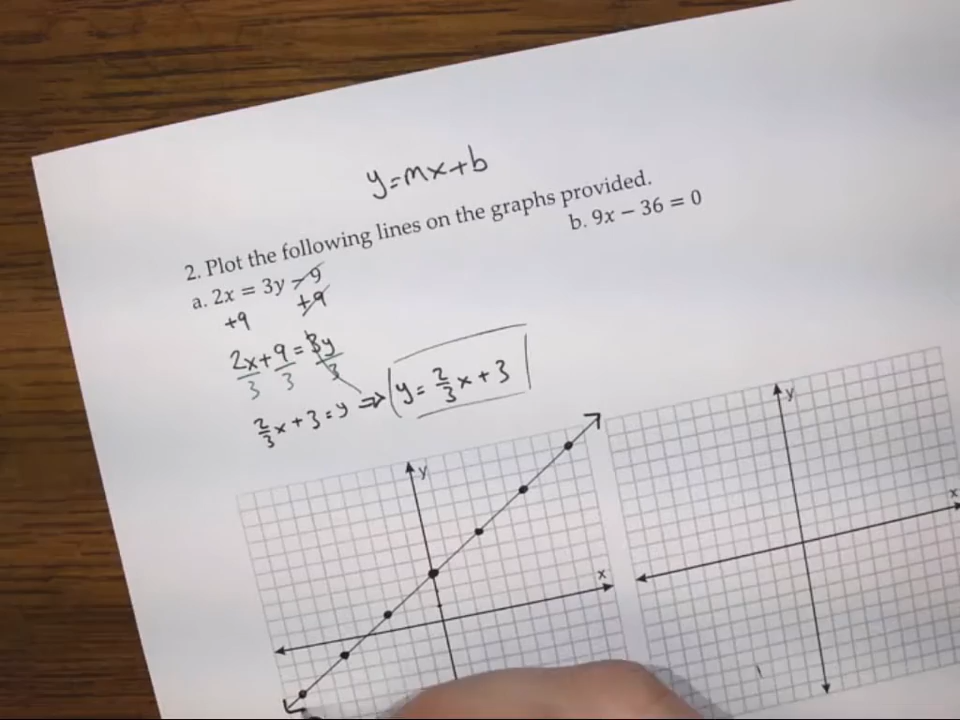 y=mx+b
2. Plot the following lines on the graphs provided.
a. 2x = 3y - 9
b. 9x − 36 = 0
+9 +9
2x/3 + 9/3 = 3y/3
2/3x+3=y ⇒ y= 2/3x+3
y
y
x
x